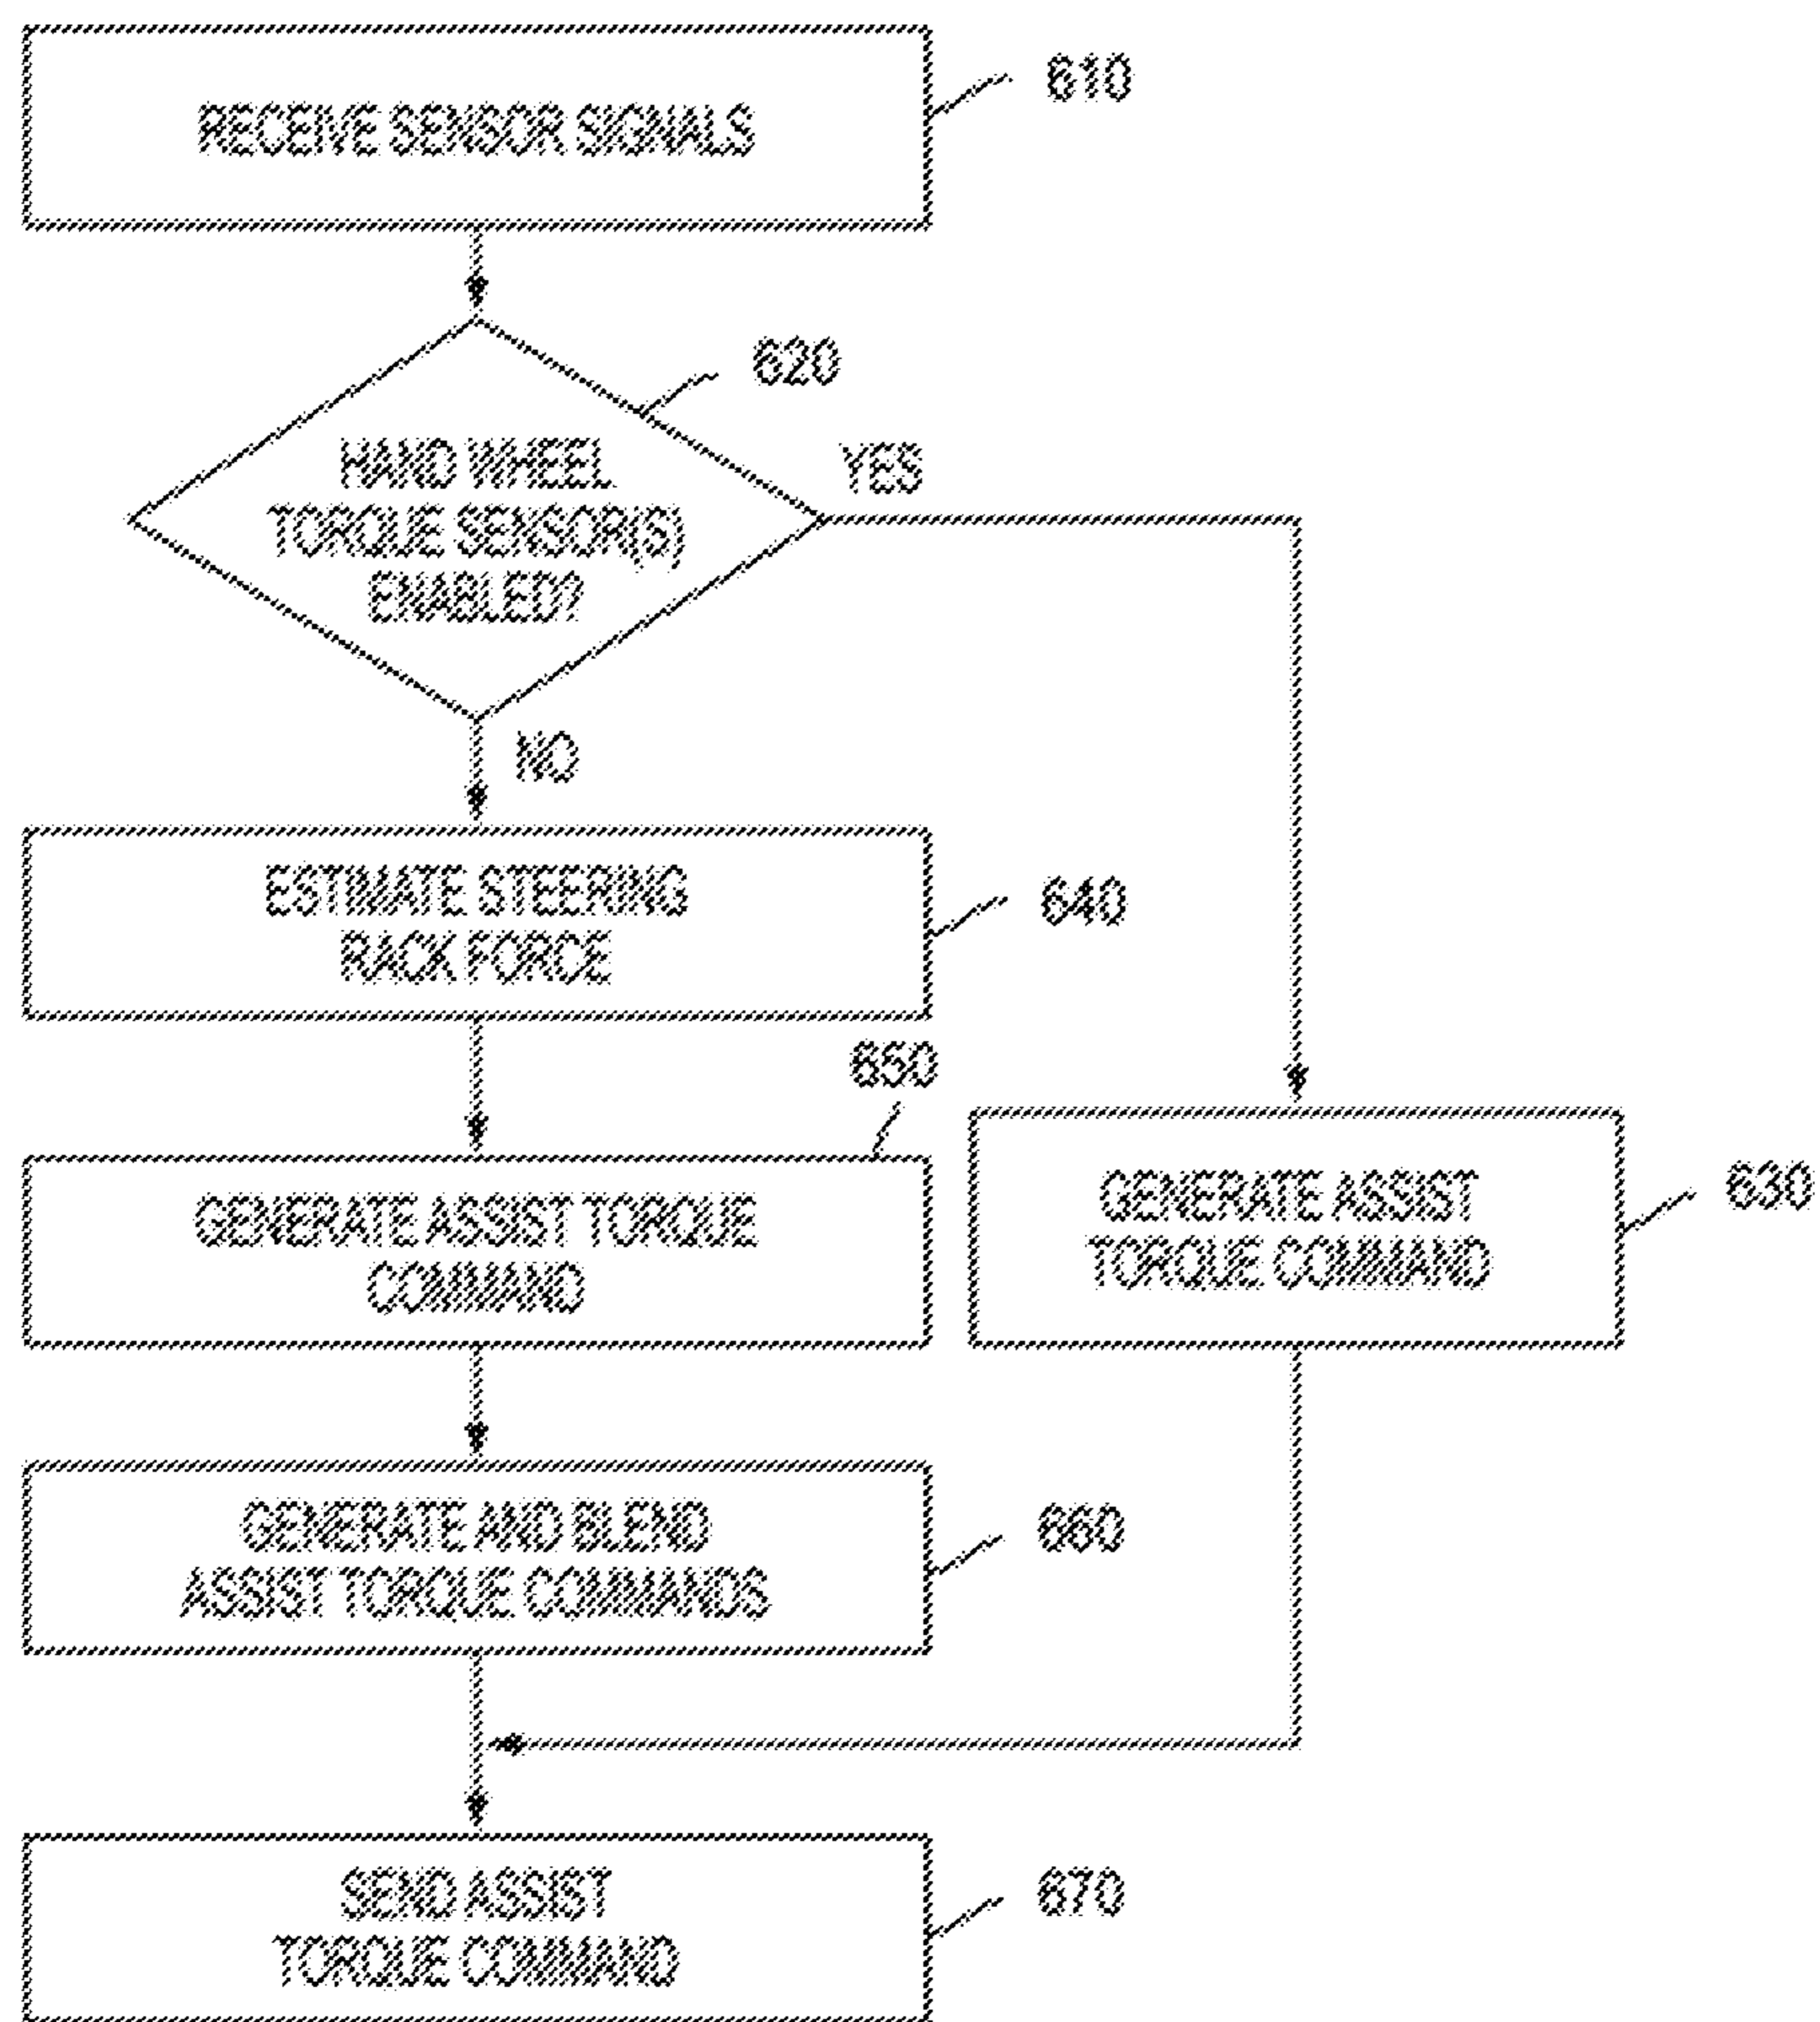 RECEIVE SENSOR SIGNALS
610
620
HAND WHEEL
TORQUE SENSOR(S)
ENABLED?
YES
NO
ESTIMATE STEERING
RACK FORCE
640
650
GENERATE ASSIST TORQUE
COMMAND
GENERATE ASSIST
TORQUE COMMAND
630
GENERATE AND BLEND
ASSIST TORQUE COMMANDS
660
SEND ASSIST
TORQUE COMMAND
670